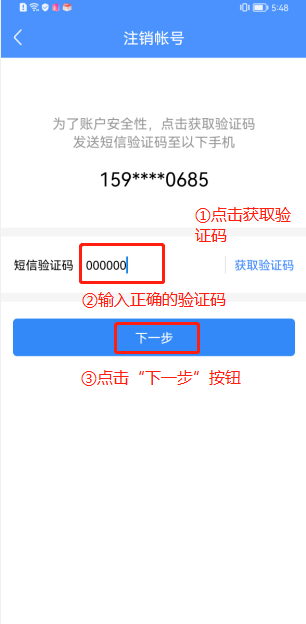 5:48
注销帐号
为了账户安全性，点击获取验证码
发送短信验证码至以下手机
159****0685
①点击获取验
证码
短信验证码 000000 获取验证码
②输入正确的验证码
下一步
③点击“下一步”按钮